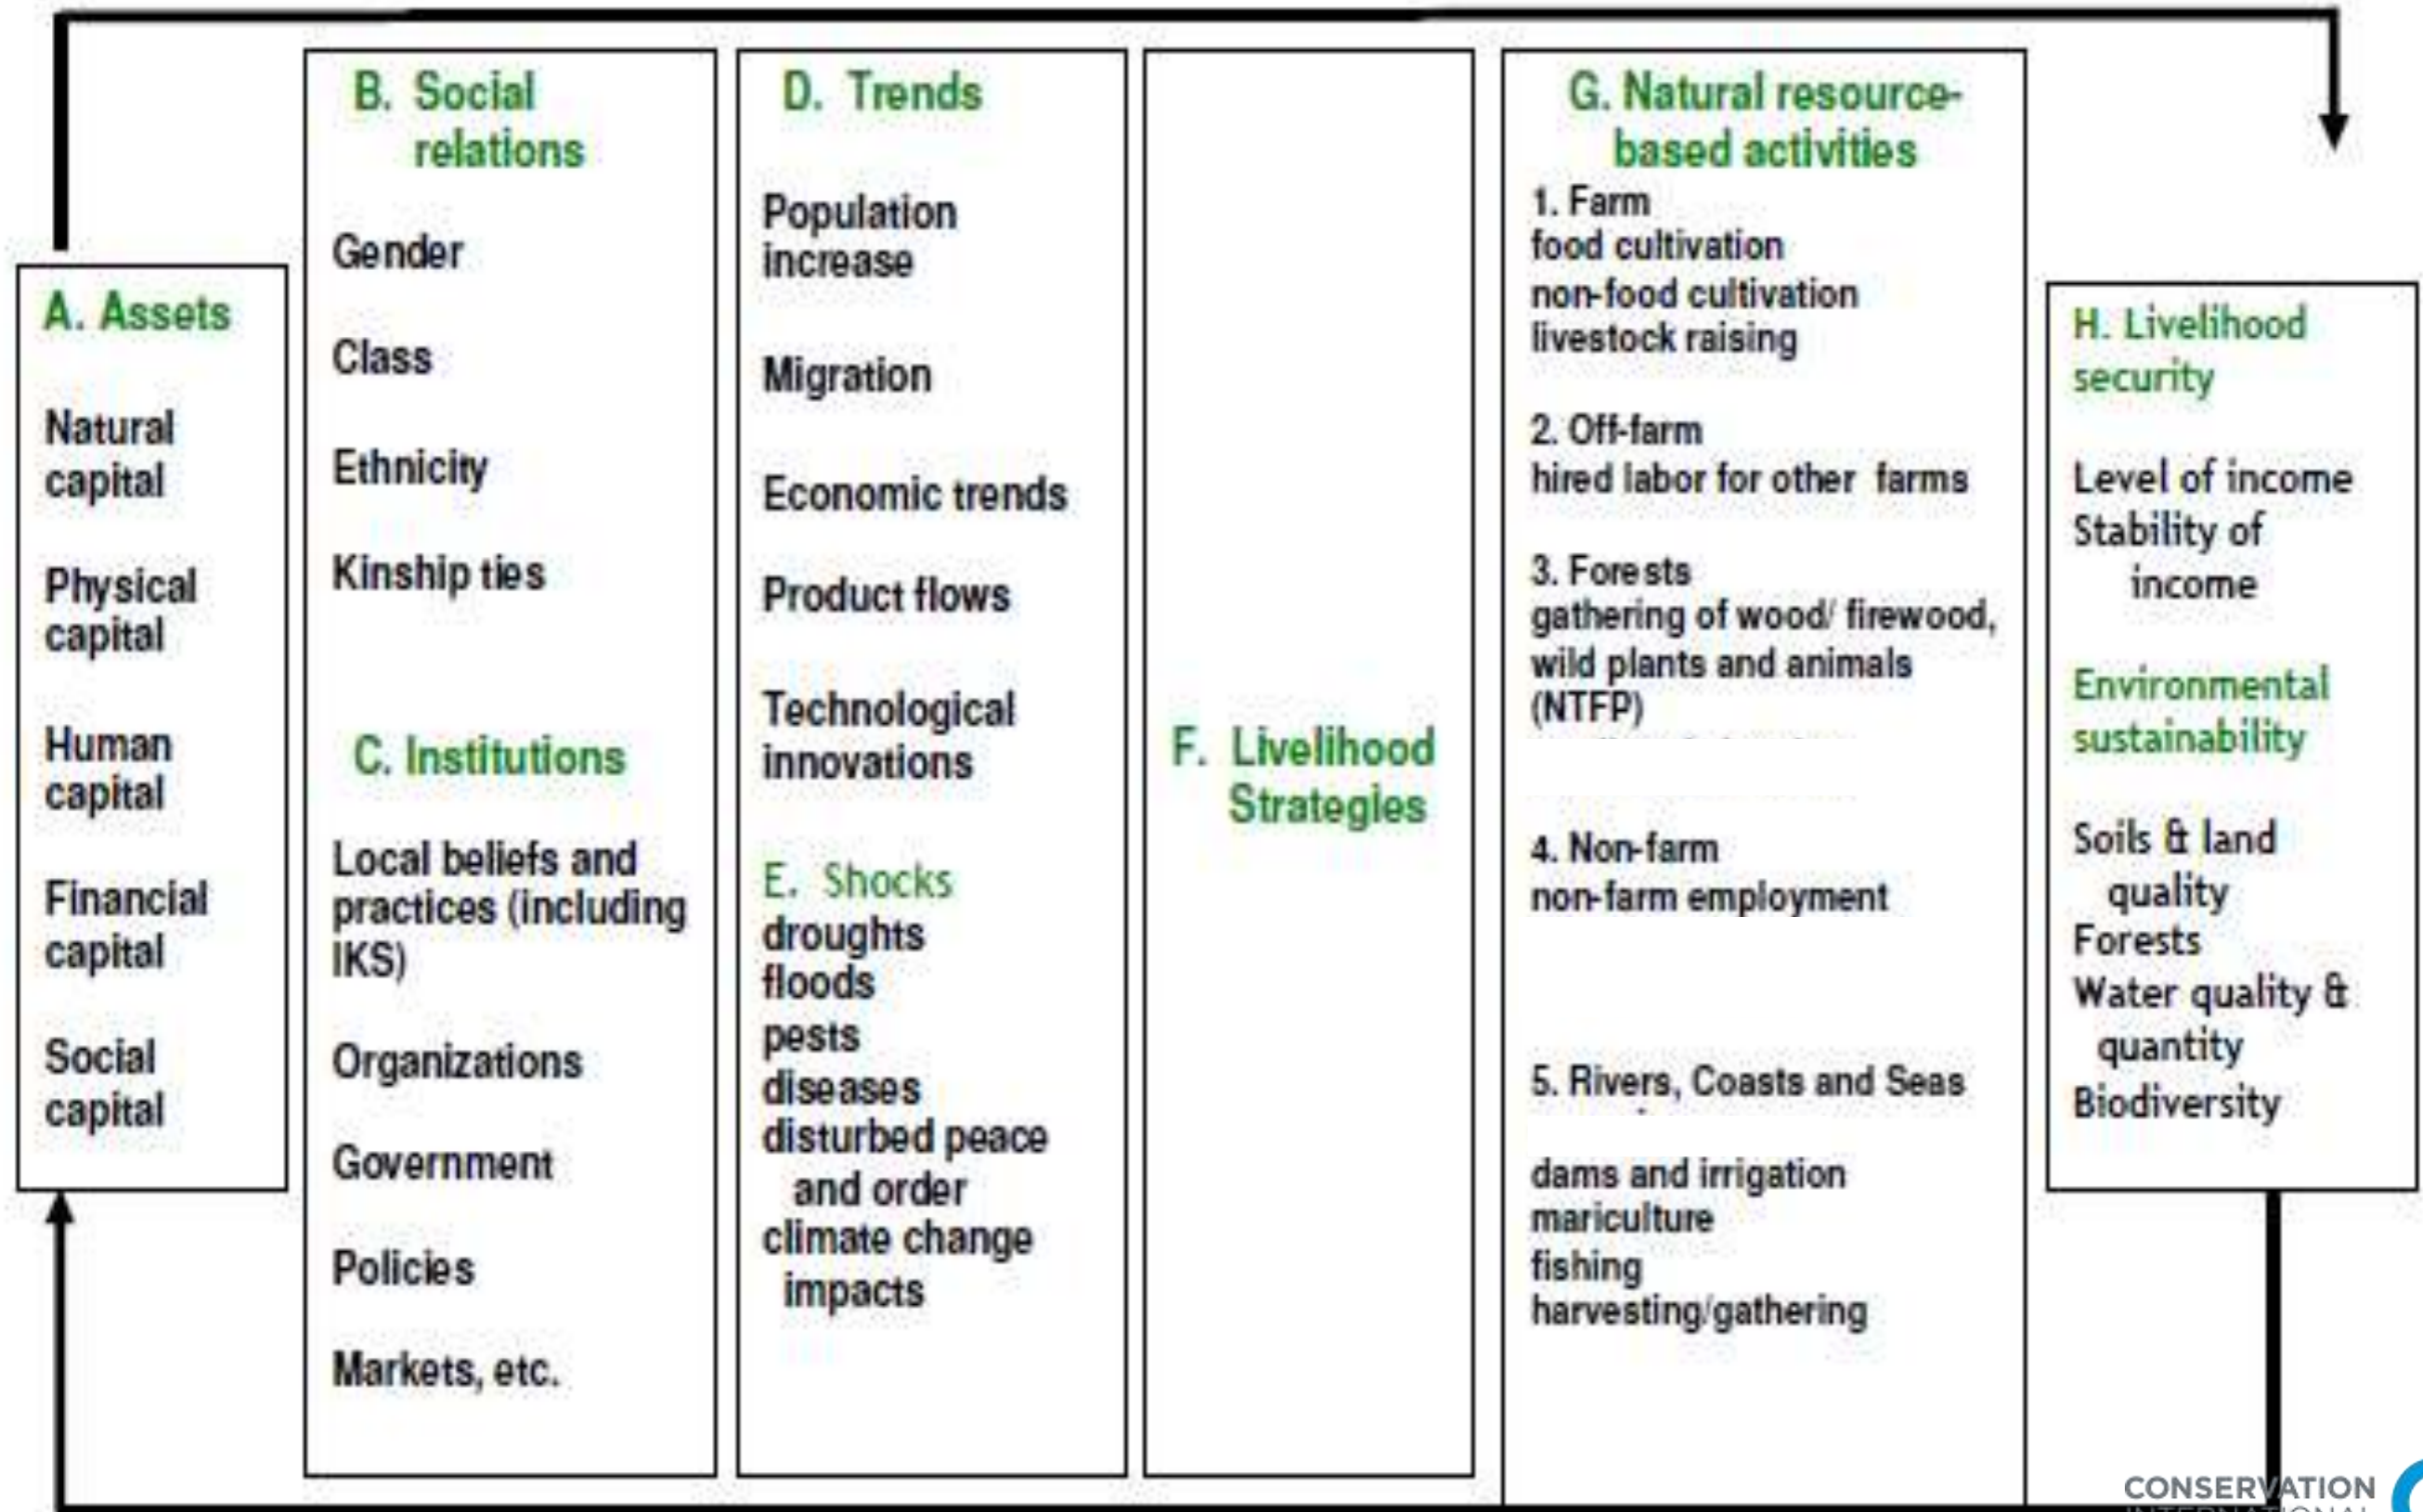 A. Assets
Natural
capital
Physical
capital
Human
capital
Financial
capital
Social
capital
B. Social
relations
Gender
Class
Ethnicity
Kinship ties
C. Institutions
Local beliefs and
practices (including
IKS)
Organizations
Government
Policies
Markets, etc.
D. Trends
Population
increase
Migration
Economic trends
Product flows
Technological
innovations
E. Shocks
droughts
floods
pests
diseases
disturbed peace
and order
climate change
impacts
F. Livelihood
Strategies
G. Natural resource-
based activities
1. Farm
food cultivation
non-food cultivation
livestock raising
2. Off-farm
hired labor for other farms
3. Forests
gathering of wood/ firewood,
wild plants and animals
(NTFP)
4. Non-farm
non-farm employment
5. Rivers, Coasts and Seas
dams and irrigation
mariculture
fishing
harvesting/gathering
H. Livelihood
security
Level of income
Stability of
income
Environmental
sustainability
Soils & land
quality
Forests
Water quality &
quantity
Biodiversity
CONSERVATION
INTERNATIONAL